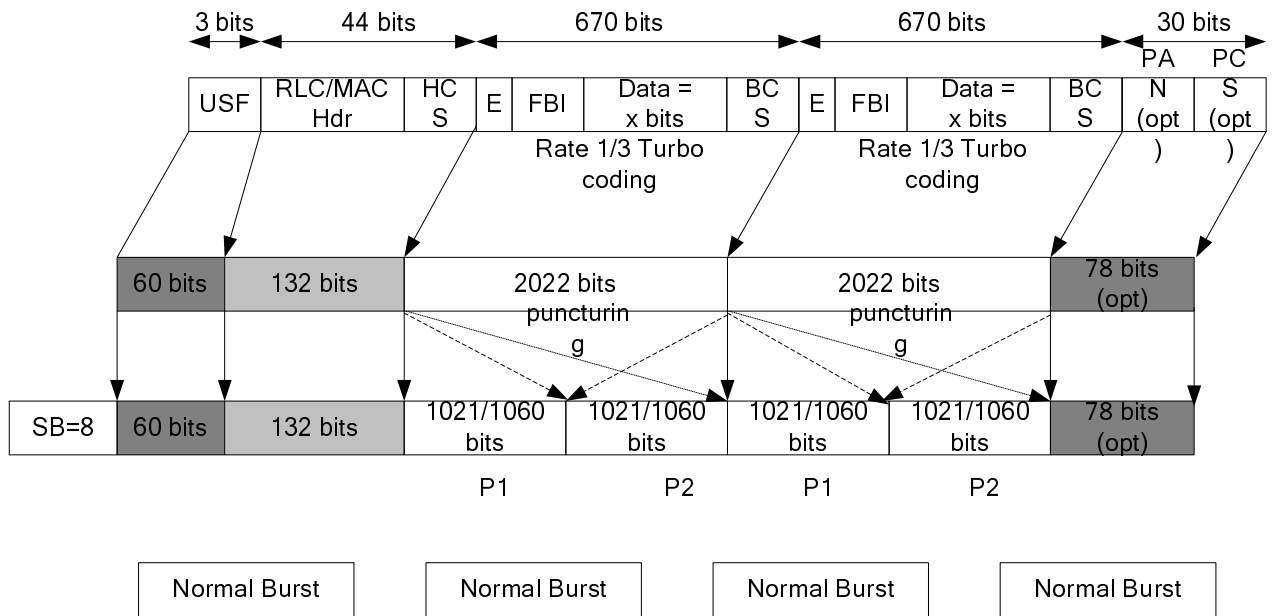 3 bits 44 bits 670 bits 670 bits 30 bits
USF
RLC/MAC
Hdr
HC
S
E
FBI
Data =
x bits
BC
S
E
FBI
Data =
x bits
BC
S
PA
N
(opt
)
PC
S
(opt
)
Rate 1/3 Turbo
coding
Rate 1/3 Turbo
coding
60 bits
132 bits
2022 bits
puncturin
g
2022 bits
puncturin
g
78 bits
(opt)
SB=8
60 bits
132 bits
1021/1060
bits
1021/1060
bits
1021/1060
bits
1021/1060
bits
78 bits
(opt)
P1 P2 P1 P2
Normal Burst Normal Burst Normal Burst Normal Burst